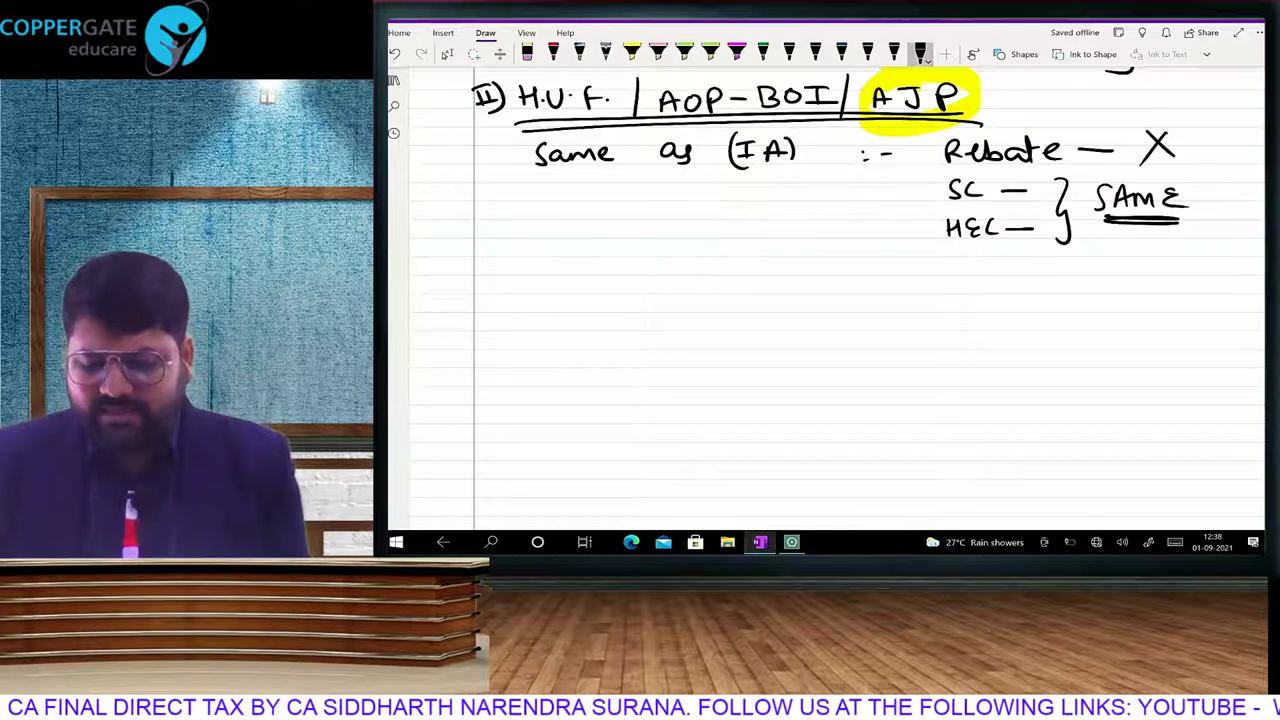 COPPERGATE
educare
Home Insert Draw View Help
Saved offline
Share
Shapes
Ink to Shape
Ink to Text
II) H.U.F. / AOP-BOI / AJP
Same as (IA) :- Rebate — X
SC —
HEC —
SAME
27°C Rain showers
12:38
01-09-2021
CA FINAL DIRECT TAX BY CA SIDDHARTH NARENDRA SURANA. FOLLOW US AT THE FOLLOWING LINKS: YOUTUBE -